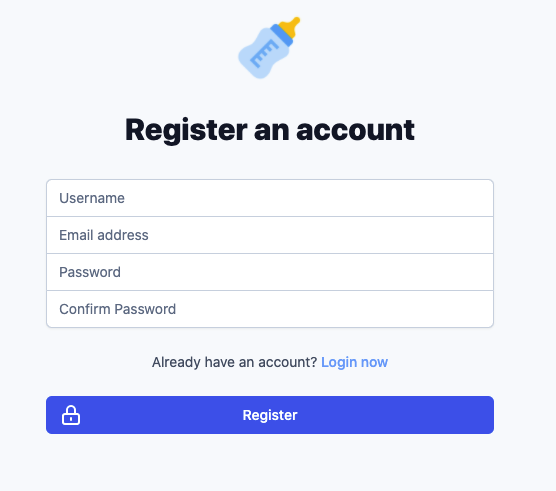 Register an account
Username
Email address
Password
Confirm Password
Already have an account? Login now
Register